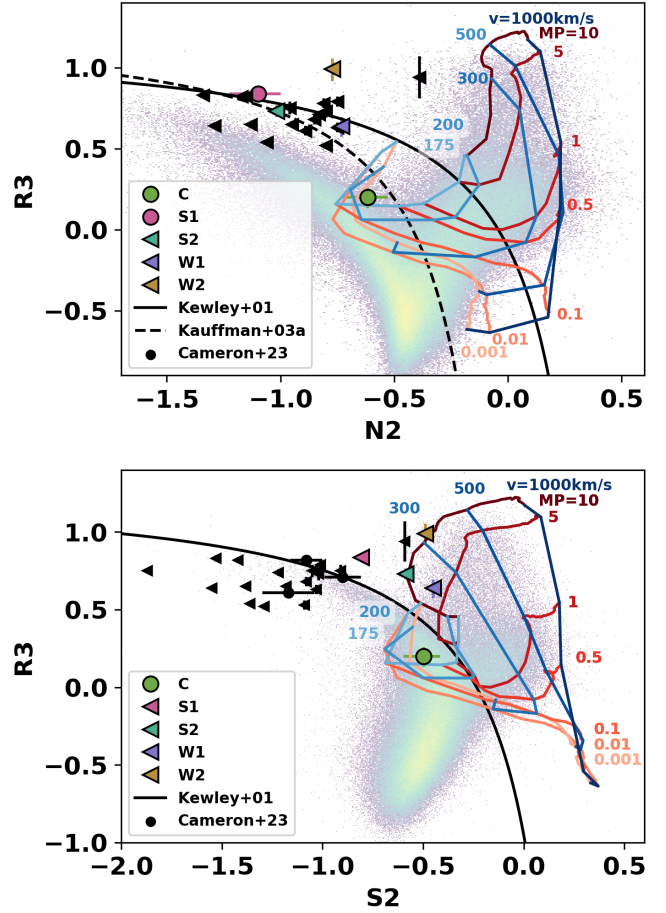 v=1000km/s
500
MP=10
5
300
1.0
200
175
1
0.5
R3
0.5
0.0
0.1
−0.5
0.01
0.001
C
S1
S2
W1
W2
Kewley+01
Kauffman+03a
Cameron+23
−1.5
−1.0
−0.5
0.0
0.5
N2
v=1000km/s
500
MP=10
300
5
1.0
200
175
1
0.5
R3
0.5
0.0
0.1
0.01
0.001
−0.5
−1.0
C
S1
S2
W1
W2
Kewley+01
Cameron+23
−2.0
−1.5
−1.0
−0.5
0.0
0.5
S2